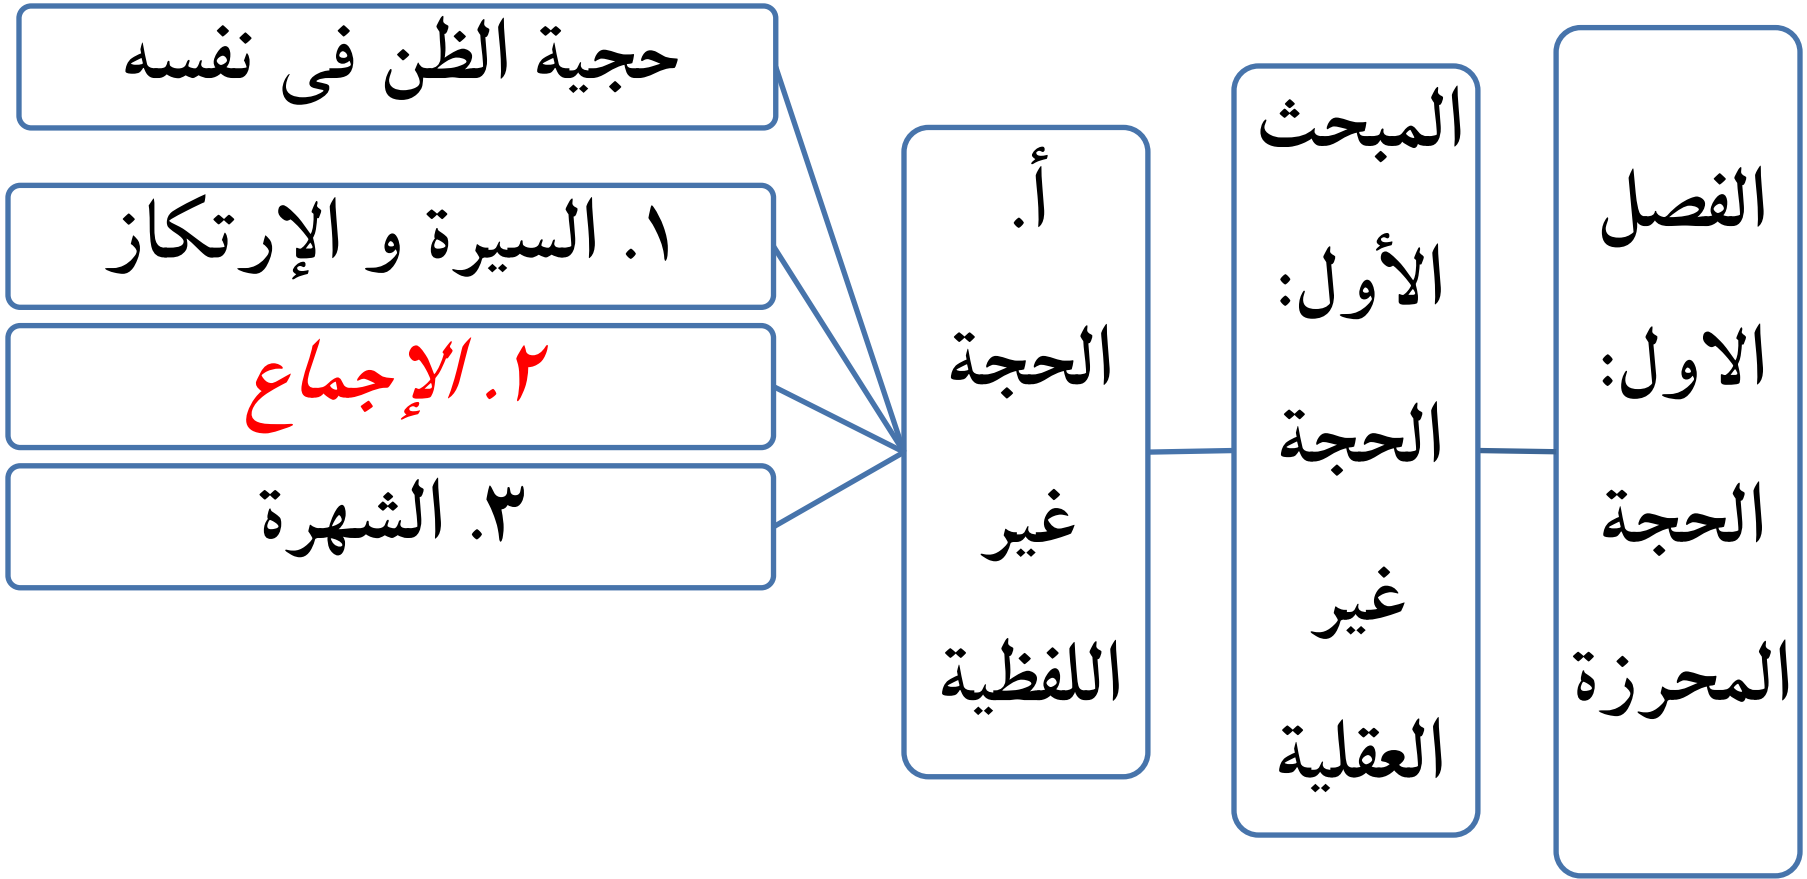 الفصل
الاول:
الحجة
المحرزة
المبحث
الأول:
الحجة
غير
العقلية
أ.
الحجة
غير
اللفظية
حجية الظن فى نفسه
١. السيرة و الإرتكاز
٢. الإجماع
٣. الشهرة